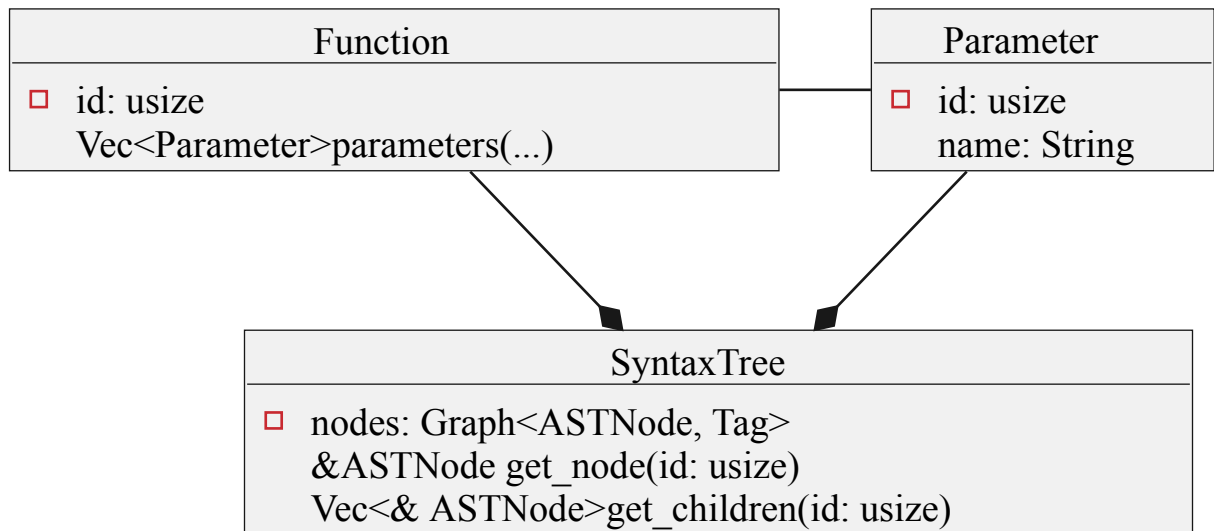 Function
id: usize
Vec<Parameter>parameters(...)
Parameter
id: usize
name: String
SyntaxTree
nodes: Graph<ASTNode, Tag>
&ASTNode get_node(id: usize)
Vec<& ASTNode>get_children(id: usize)